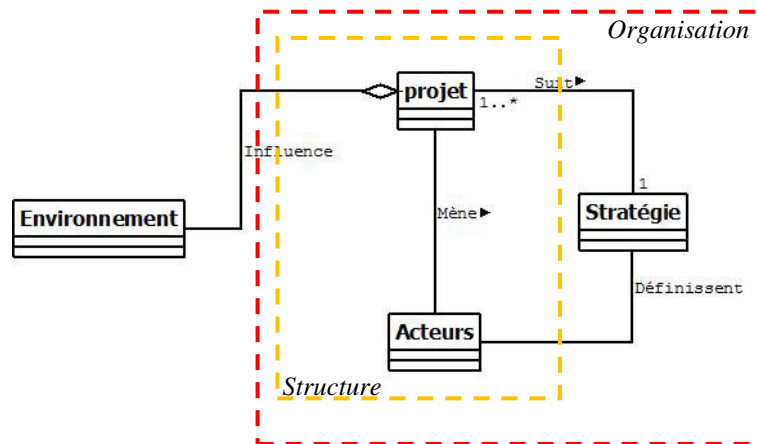 Organisation
projet
Suit►
1..*
Influence
1
Environnement
Stratégie
Mène►
Définissent
Acteurs
Structure